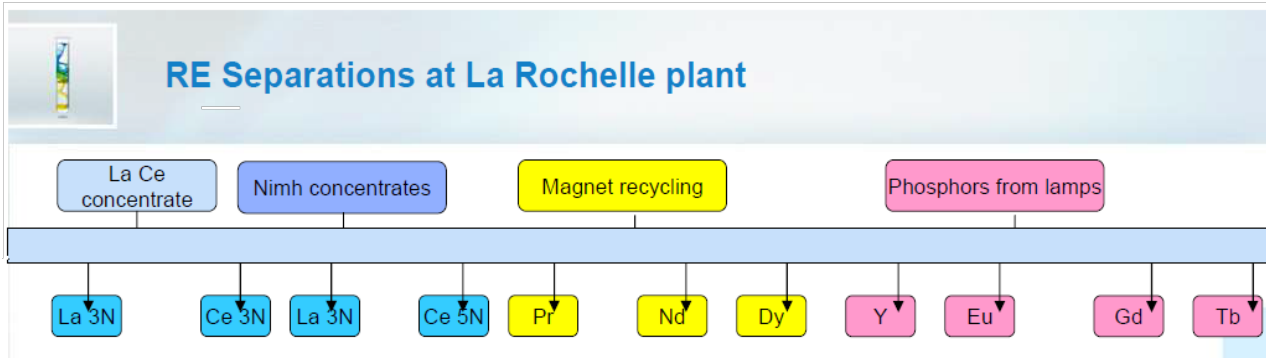 RE Separations at La Rochelle plant
La Ce
concentrate
Nimh concentrates
Magnet recycling
Phosphors from lamps
La 3N
Ce 3N
La 3N
Ce 5N
Pr
Nd
Dy
Y
Eu
Gd
Tb